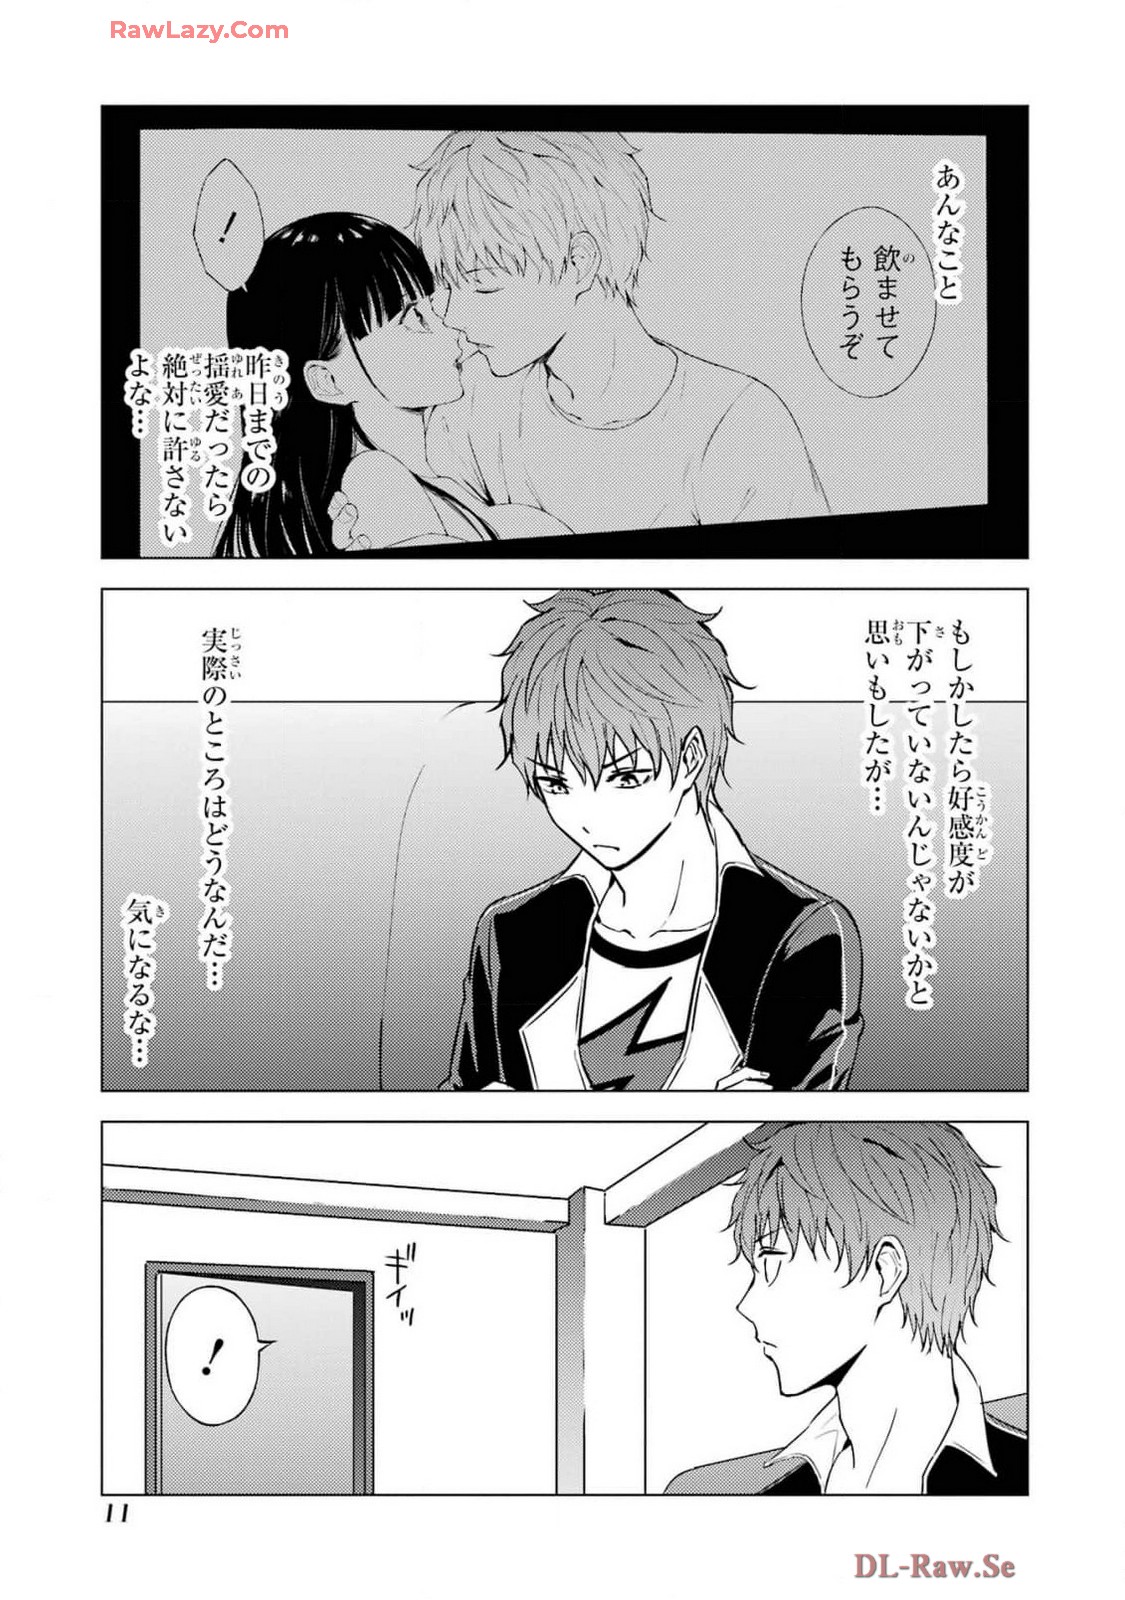 RawLazy.Com
あんなこと
飲ませて
もらうぞ
！
昨日までの
揺愛だったら
絶対に許さない
よな…
もしかしたら好感度が
下がっていないんじゃないかと
思いもしたが…
実際のところはどうなんだ…
気になるな…
ギィッ
！
11
DL-Raw.Se